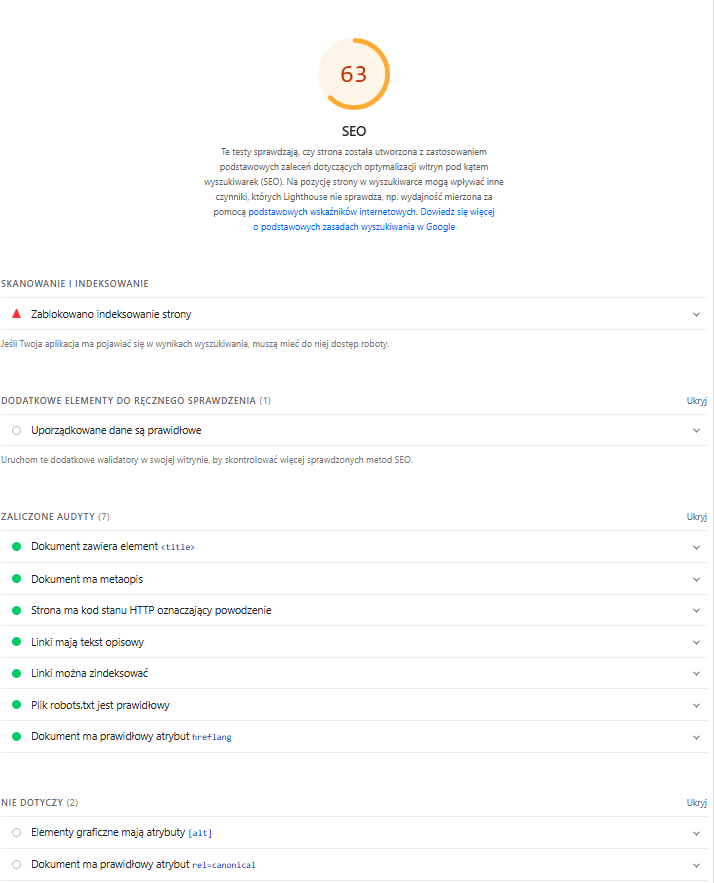 63
SEO
Te testy sprawdzają, czy strona została utworzona z zastosowaniem
podstawowych zaleceń dotyczących optymalizacji witryn pod kątem
wyszukiwarek (SEO). Na pozycję strony w wyszukiwarce mogą wpływać inne
czynniki, których Lighthouse nie sprawdza, np. wydajność mierzona za
pomocą podstawowych wskaźników internetowych. Dowiedz się więcej
o podstawowych zasadach wyszukiwania w Google
SKANOWANIE I INDEKSOWANIE
Zablokowano indeksowanie strony
Jeśli Twoja aplikacja ma pojawiać się w wynikach wyszukiwania, muszą mieć do niej dostęp roboty.
DODATKOWE ELEMENTY DO RĘCZNEGO SPRAWDZENIA (1) Ukryj
Uporządkowane dane są prawidłowe
Uruchom te dodatkowe walidatory w swojej witrynie, by skontrolować więcej sprawdzonych metod SEO.
ZALICZONE AUDYTY (7) Ukryj
Dokument zawiera element <title>
Dokument ma metaopis
Strona ma kod stanu HTTP oznaczający powodzenie
Linki mają tekst opisowy
Linki można zindeksować
Plik robots.txt jest prawidłowy
Dokument ma prawidłowy atrybut hreflang
NIE DOTYCZY (2) Ukryj
Elementy graficzne mają atrybuty [alt]
Dokument ma prawidłowy atrybut rel=canonical